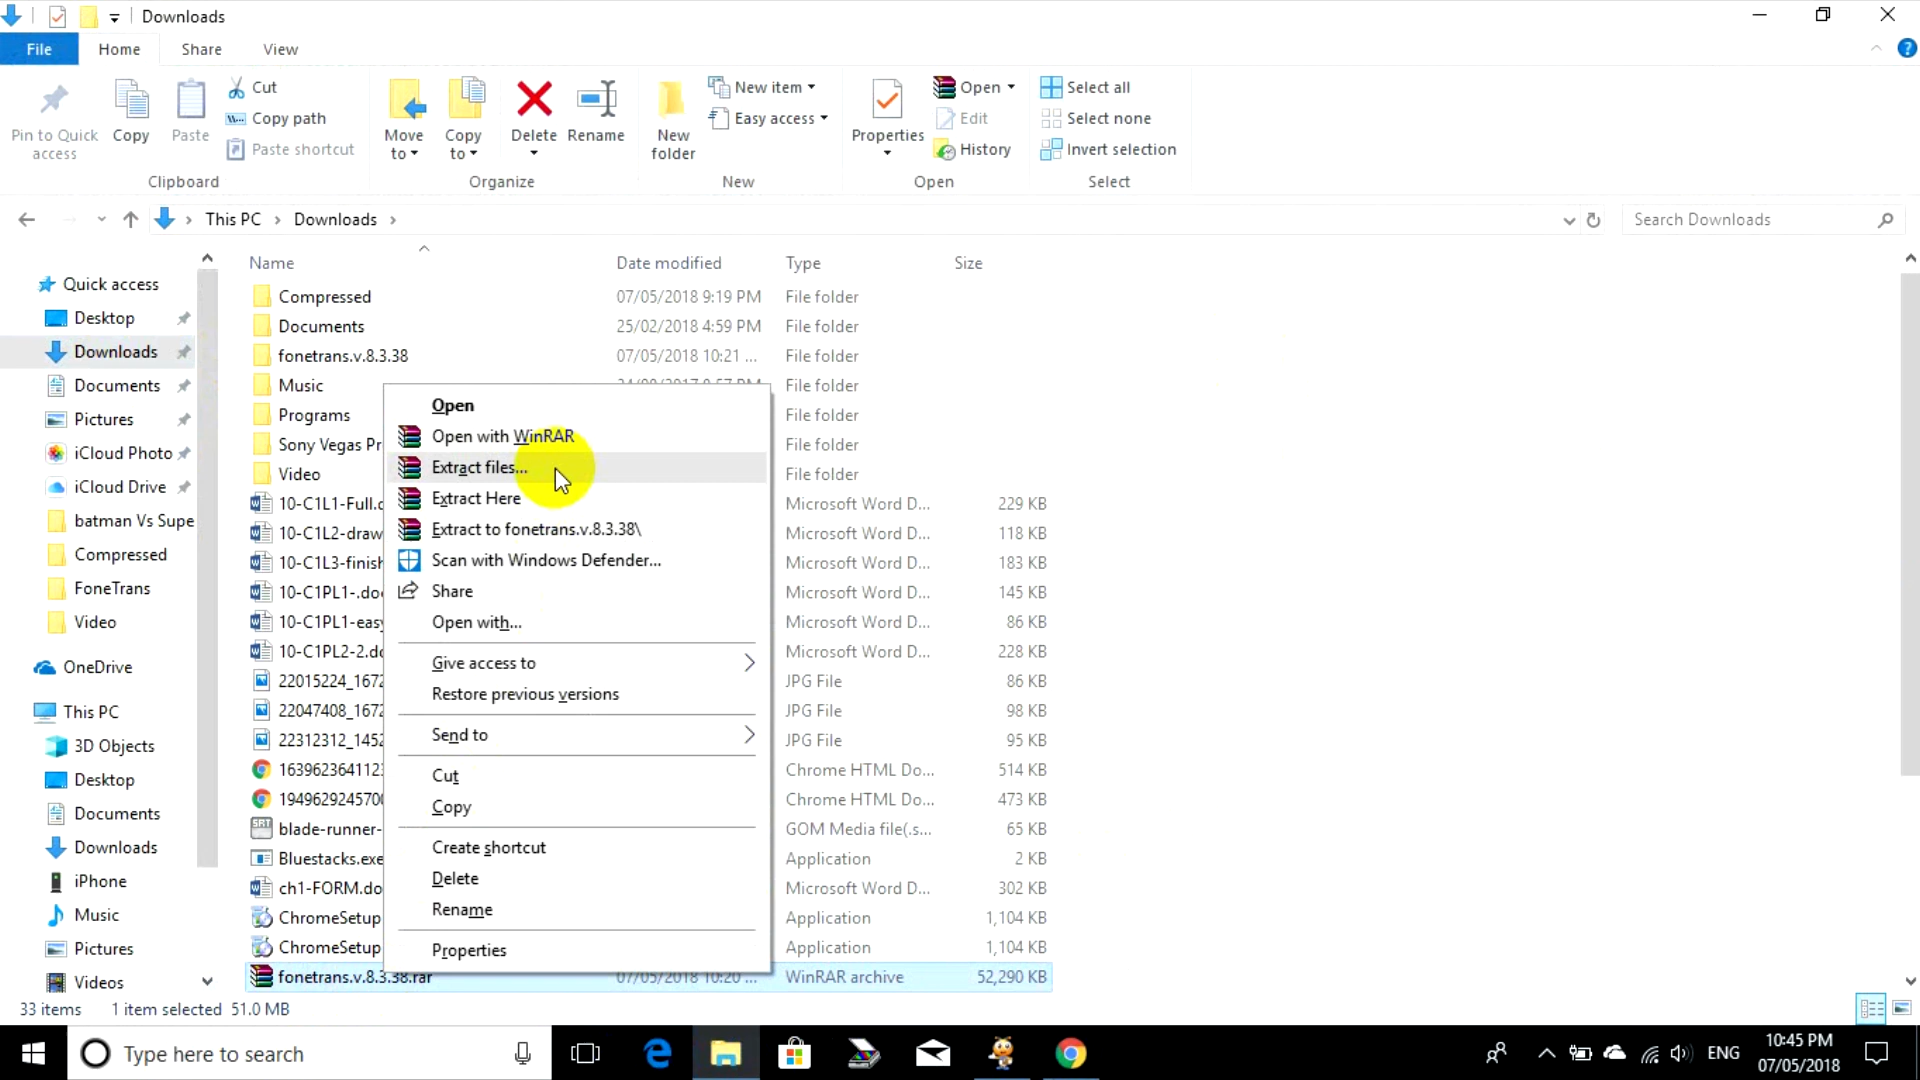 Downloads
File
Home
Share
View
Pin to Quick access
Copy
Paste
Cut
Copy path
Paste shortcut
Clipboard
Move to
Copy to
Delete
Rename
Organize
New folder
New item
Easy access
New
Properties
Open
Edit
History
Open
Select all
Select none
Invert selection
Select
This PC
Downloads
Search Downloads
Quick access
Desktop
Downloads
Documents
Pictures
iCloud Photo
iCloud Drive
batman Vs Supe
Compressed
FoneTrans
Video
OneDrive
This PC
3D Objects
Desktop
Documents
Downloads
iPhone
Music
Pictures
Videos
Name Date modified Type Size
Compressed 07/05/2018 9:19 PM File folder
Documents 25/02/2018 4:59 PM File folder
fonetrans.v.8.3.38 07/05/2018 10:21 ... File folder
Music File folder
Programs File folder
Sony Vegas Pr File folder
Video File folder
10-C1L1-Full.d Microsoft Word D... 229 KB
10-C1L2-draw Microsoft Word D... 118 KB
10-C1L3-finish Microsoft Word D... 183 KB
10-C1PL1-.do Microsoft Word D... 145 KB
10-C1PL1-easy Microsoft Word D... 86 KB
10-C1PL2-2.do Microsoft Word D... 228 KB
22015224_1672 JPG File 86 KB
22047408_1672 JPG File 98 KB
22312312_1452 JPG File 95 KB
1639623641123 Chrome HTML Do... 514 KB
1949629245700 Chrome HTML Do... 473 KB
blade-runner- GOM Media file(.s... 65 KB
Bluestacks.exe Application 2 KB
ch1-FORM.do Microsoft Word D... 302 KB
ChromeSetup Application 1,104 KB
ChromeSetup Application 1,104 KB
fonetrans.v.8.3.38.rar 07/05/2018 10:20 ... WinRAR archive 52,290 KB
Open
Open with WinRAR
Extract files...
Extract Here
Extract to fonetrans.v.8.3.38\
Scan with Windows Defender...
Share
Open with...
Give access to
Restore previous versions
Send to
Cut
Copy
Create shortcut
Delete
Rename
Properties
33 items 1 item selected 51.0 MB
Type here to search
ENG
10:45 PM
07/05/2018